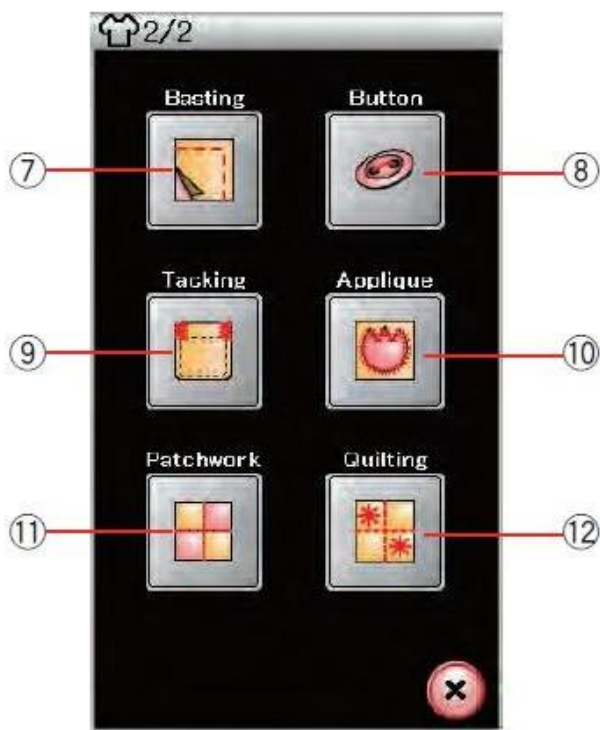 2/2
Basting Button
⑦ ⑧
Tacking Applique
⑨ ⑩
Patchwork Quilting
⑪ ⑫
×